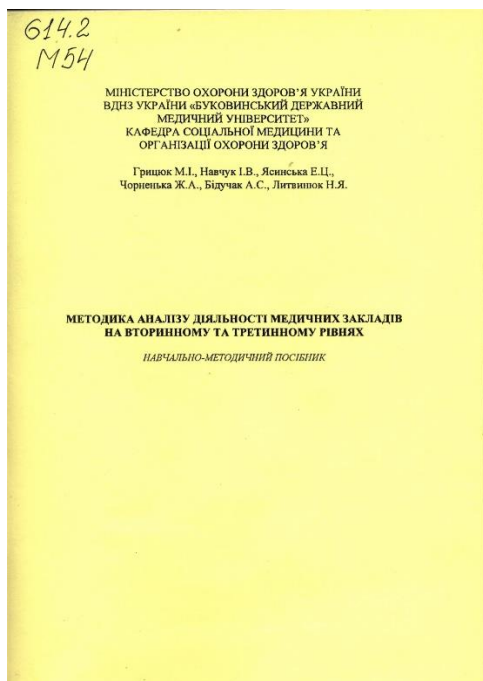 614.2
М54
МІНІСТЕРСТВО ОХОРОНИ ЗДОРОВ’Я УКРАЇНИ
ВДНЗ УКРАЇНИ «БУКОВИНСЬКИЙ ДЕРЖАВНИЙ
МЕДИЧНИЙ УНІВЕРСИТЕТ»
КАФЕДРА СОЦІАЛЬНОЇ МЕДИЦИНИ ТА
ОРГАНІЗАЦІЇ ОХОРОНИ ЗДОРОВ’Я
Грицюк М.І., Навчук І.В., Ясинська Е.Ц.,
Чорненька Ж.А., Бідучак А.С., Литвинюк Н.Я.
МЕТОДИКА АНАЛІЗУ ДІЯЛЬНОСТІ МЕДИЧНИХ ЗАКЛАДІВ
НА ВТОРИННОМУ ТА ТРЕТИННОМУ РІВНЯХ
НАВЧАЛЬНО-МЕТОДИЧНИЙ ПОСІБНИК